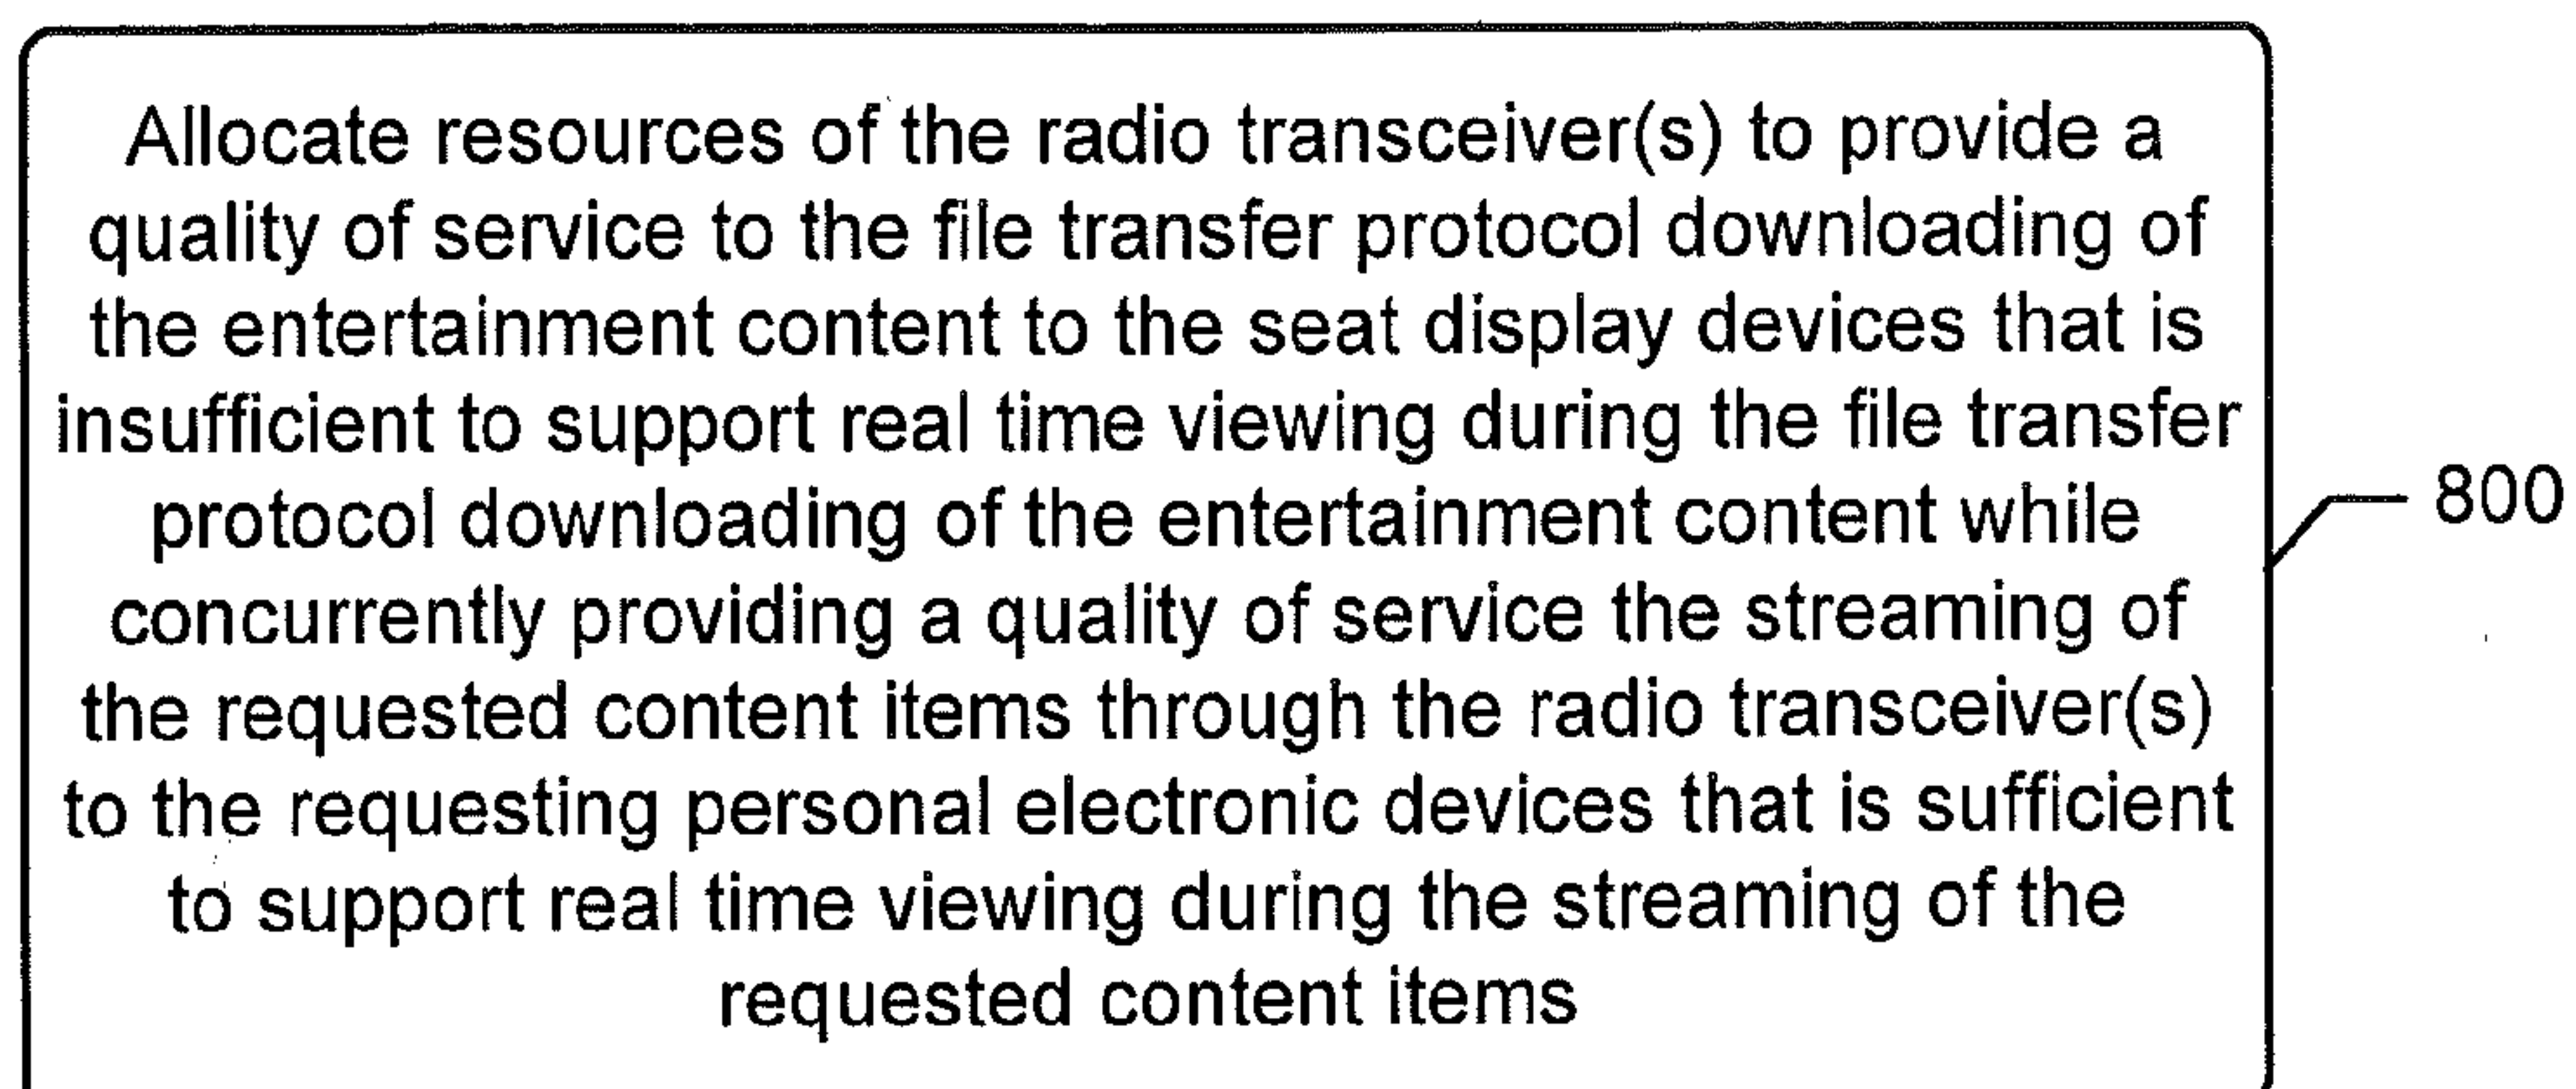 Allocate resources of the radio transceiver(s) to provide a
quality of service to the file transfer protocol downloading of
the entertainment content to the seat display devices that is
insufficient to support real time viewing during the file transfer
protocol downloading of the entertainment content while
concurrently providing a quality of service the streaming of
the requested content items through the radio transceiver(s)
to the requesting personal electronic devices that is sufficient
to support real time viewing during the streaming of the
requested content items
800